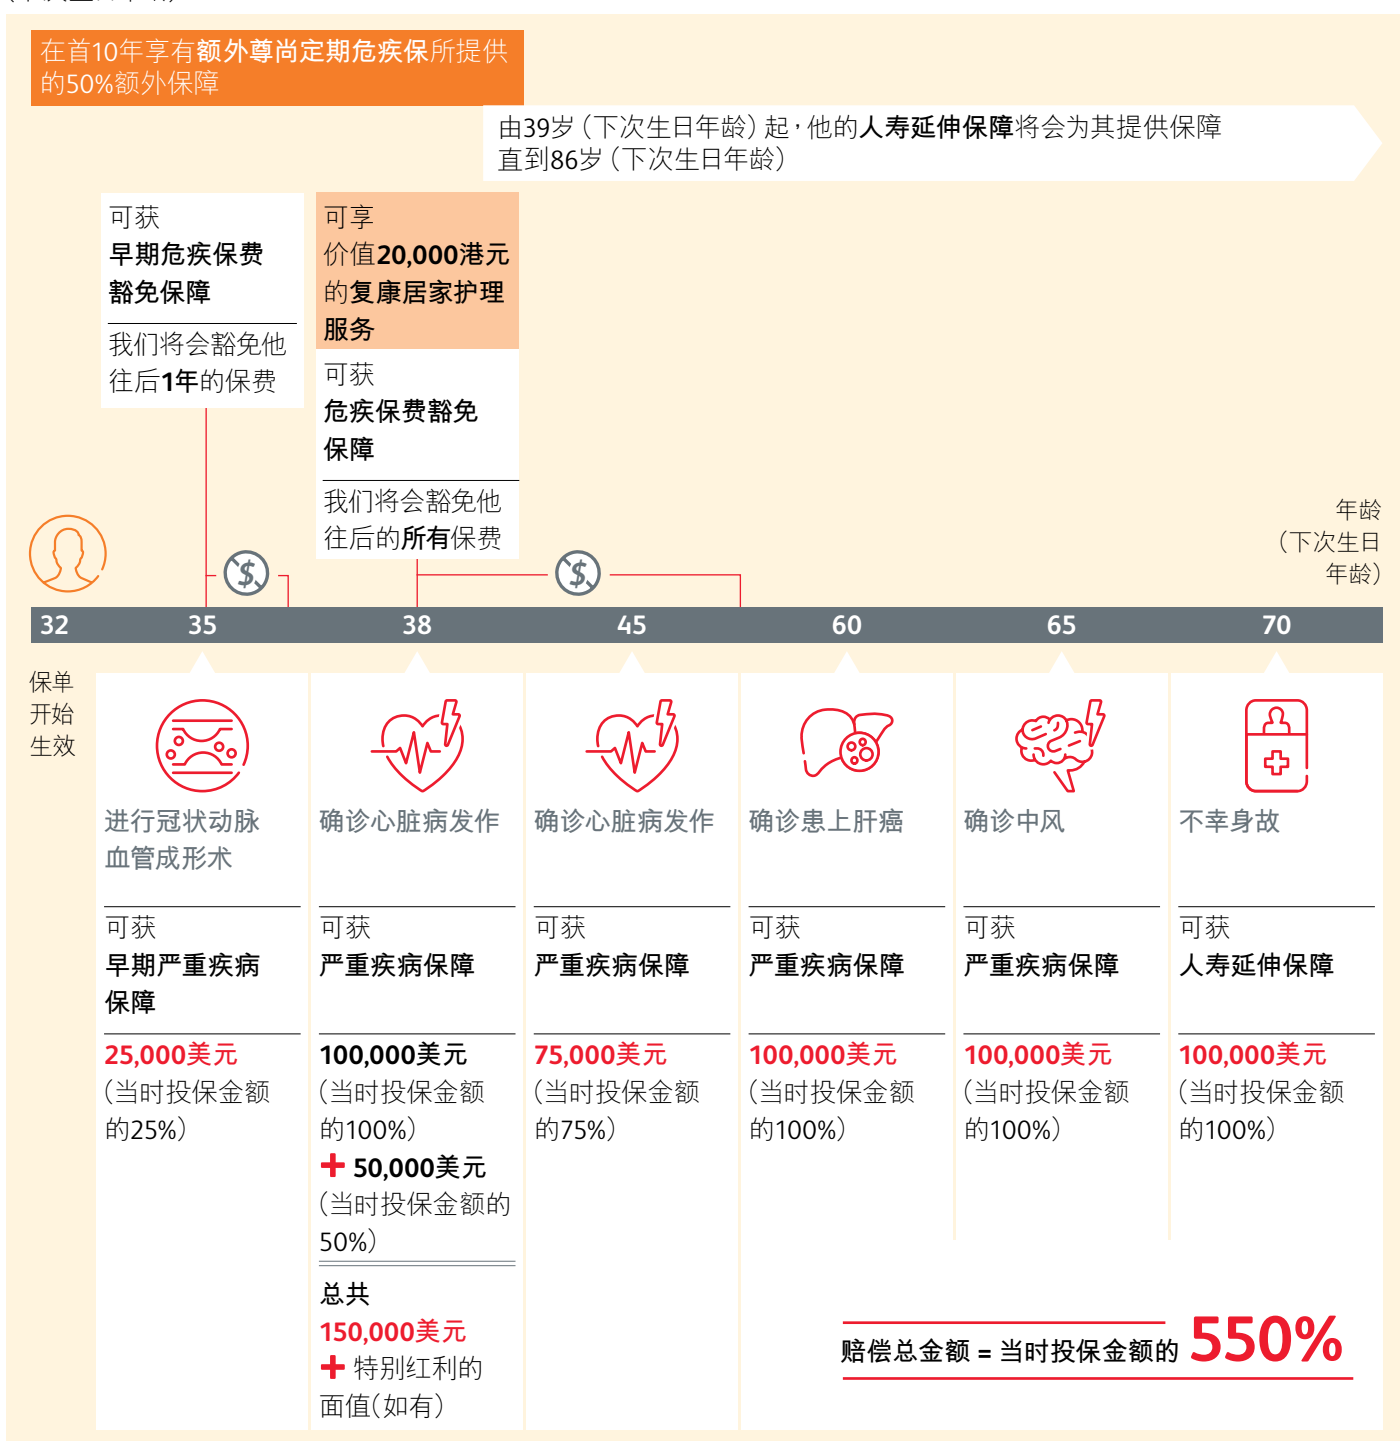 在首10年享有额外尊尚定期危疾保所提供
的50%额外保障
由39岁（下次生日年龄）起，他的人寿延伸保障将会为其提供保障
直到86岁（下次生日年龄）
可获
早期危疾保费
豁免保障
我们将会豁免他
往后1年的保费
可享
价值20,000港元
的复康居家护理
服务
可获
危疾保费豁免
保障
我们将会豁免他
往后的所有保费
年龄
（下次生日
年龄）
32 35 38 45 60 65 70
保单
开始
生效
进行冠状动脉
血管成形术
可获
早期严重疾病
保障
25,000美元
（当时投保金额
的25%）
确诊心脏病发作
可获
严重疾病保障
100,000美元
（当时投保金额
的100%）
+ 50,000美元
（当时投保金额的
50%）
总共
150,000美元
+ 特别红利的
面值（如有）
确诊心脏病发作
可获
严重疾病保障
75,000美元
（当时投保金额
的75%）
确诊患上肝癌
可获
严重疾病保障
100,000美元
（当时投保金额
的100%）
确诊中风
可获
严重疾病保障
100,000美元
（当时投保金额
的100%）
不幸身故
可获
人寿延伸保障
100,000美元
（当时投保金额
的100%）
赔偿总金额 = 当时投保金额的 550%